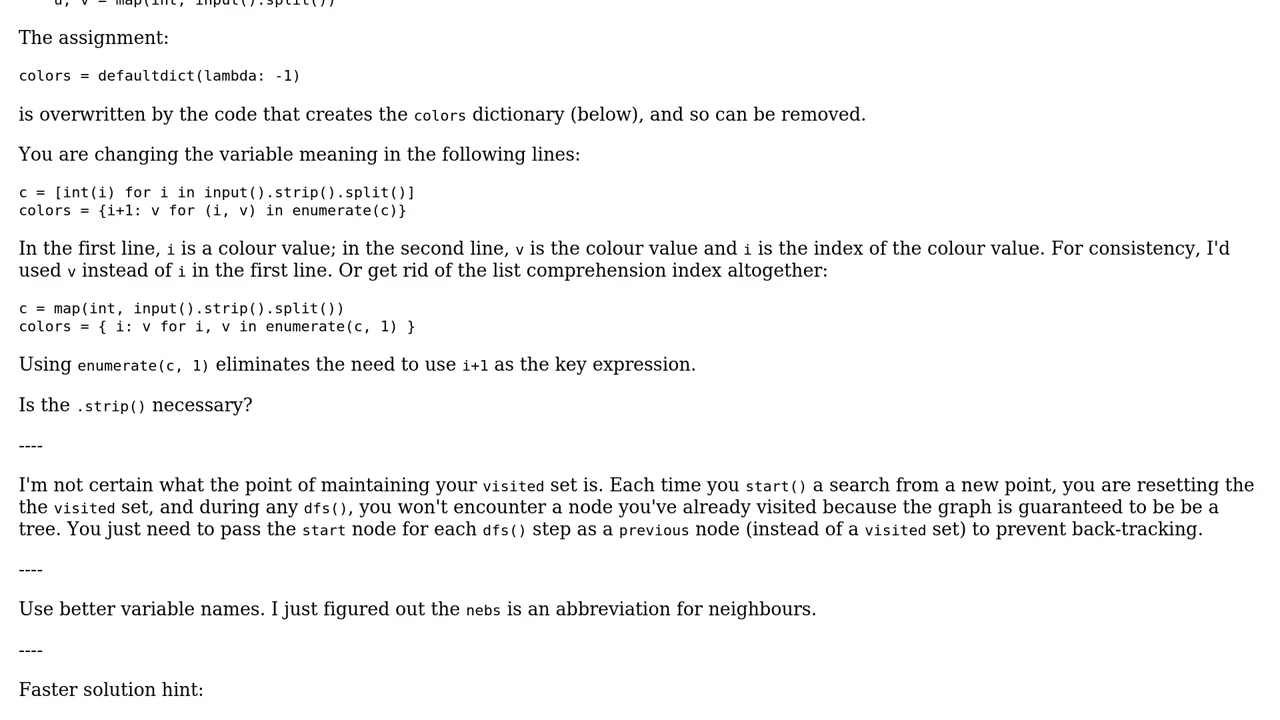 u, v = map(int, input().split())
The assignment:
colors = defaultdict(lambda: -1)
is overwritten by the code that creates the colors dictionary (below), and so can be removed.
You are changing the variable meaning in the following lines:
c = [int(i) for i in input().strip().split()]
colors = {i+1: v for (i, v) in enumerate(c)}
In the first line, i is a colour value; in the second line, v is the colour value and i is the index of the colour value. For consistency, I'd
used v instead of i in the first line. Or get rid of the list comprehension index altogether:
c = map(int, input().strip().split())
colors = { i: v for i, v in enumerate(c, 1) }
Using enumerate(c, 1) eliminates the need to use i+1 as the key expression.
Is the .strip() necessary?
----
I'm not certain what the point of maintaining your visited set is. Each time you start() a search from a new point, you are resetting the
the visited set, and during any dfs(), you won't encounter a node you've already visited because the graph is guaranteed to be be a
tree. You just need to pass the start node for each dfs() step as a previous node (instead of a visited set) to prevent back-tracking.
----
Use better variable names. I just figured out the nebs is an abbreviation for neighbours.
----
Faster solution hint: